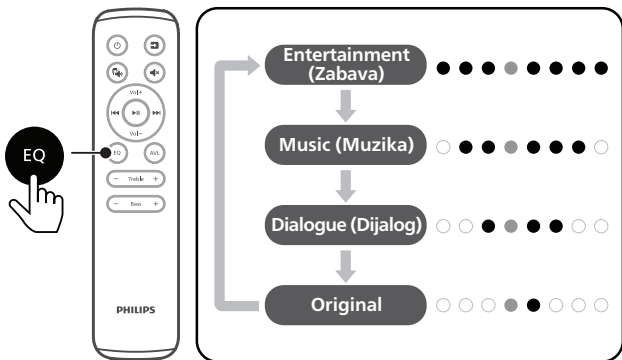 Vol+
Vol−
EQ
EQ
AVL
− Treble +
− Bass +
PHILIPS
Entertainment
(Zabava)
Music (Muzika)
Dialogue (Dijalog)
Original